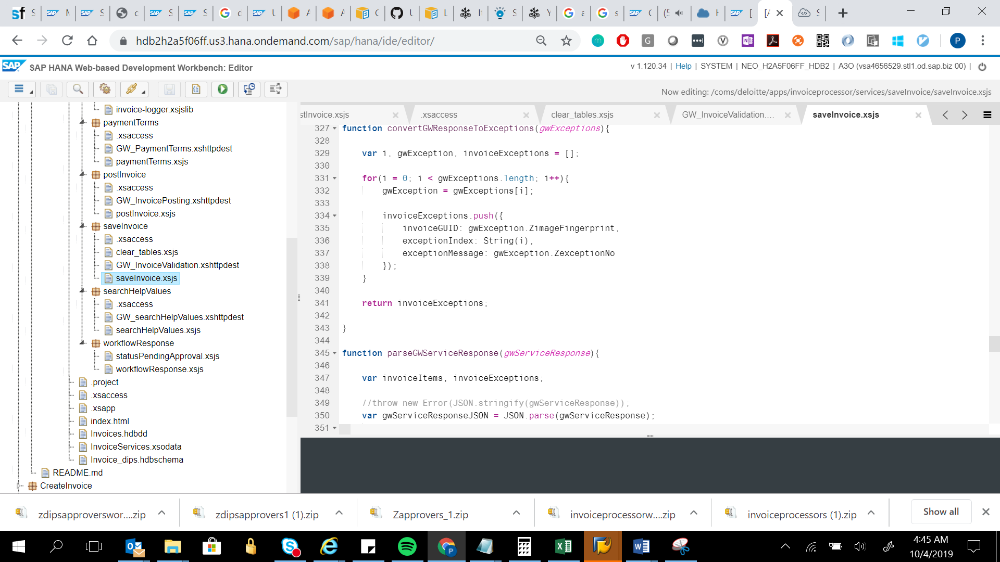 hdb2h2a5f06ff.us3.hana.ondemand.com/sap/hana/ide/editor/
SAP SAP HANA Web-based Development Workbench: Editor
v 1.120.34 | Help | SYSTEM | NEO_H2A5F06FF_HDB2 | A3O (vsa4656529.stl1.od.sap.biz 00) |
Now editing: /coms/deloitte/apps/invoiceprocessor/services/saveInvoice/saveInvoice.xsjs
invoice-logger.xsjslib
paymentTerms
.xsaccess
GW_PaymentTerms.xshttpdest
paymentTerms.xsjs
postInvoice
.xsaccess
GW_InvoicePosting.xshttpdest
postInvoice.xsjs
saveInvoice
.xsaccess
clear_tables.xsjs
GW_InvoiceValidation.xshttpdest
saveInvoice.xsjs
searchHelpValues
.xsaccess
GW_searchHelpValues.xshttpdest
searchHelpValues.xsjs
workflowResponse
statusPendingApproval.xsjs
workflowResponse.xsjs
.project
.xsaccess
.xsapp
index.html
Invoices.hdbdd
InvoiceServices.xsodata
Invoice_dips.hdbschema
README.md
CreateInvoice
stInvoice.xsjs
.xsaccess
clear_tables.xsjs
GW_InvoiceValidation....
saveInvoice.xsjs
327 function convertGWResponseToExceptions(gwExceptions){
328
329 var i, gwException, invoiceExceptions = [];
330
331 for(i = 0; i < gwExceptions.length; i++){
332 gwException = gwExceptions[i];
333
334 invoiceExceptions.push({
335 invoiceGUID: gwException.ZimageFingerprint,
336 exceptionIndex: String(i),
337 exceptionMessage: gwException.ZexceptionNo
338 });
339 }
340
341 return invoiceExceptions;
342
343 }
344
345 function parseGWServiceResponse(gwServiceResponse){
346
347 var invoiceItems, invoiceExceptions;
348
349 //throw new Error(JSON.stringify(gwServiceResponse));
350 var gwServiceResponseJSON = JSON.parse(gwServiceResponse);
351
zdipsapproverswor....zip
zdipsapprovers1 (1).zip
Zapprovers_1.zip
invoiceprocessorw....zip
invoiceprocessors (1).zip
Show all
4:45 AM
10/4/2019